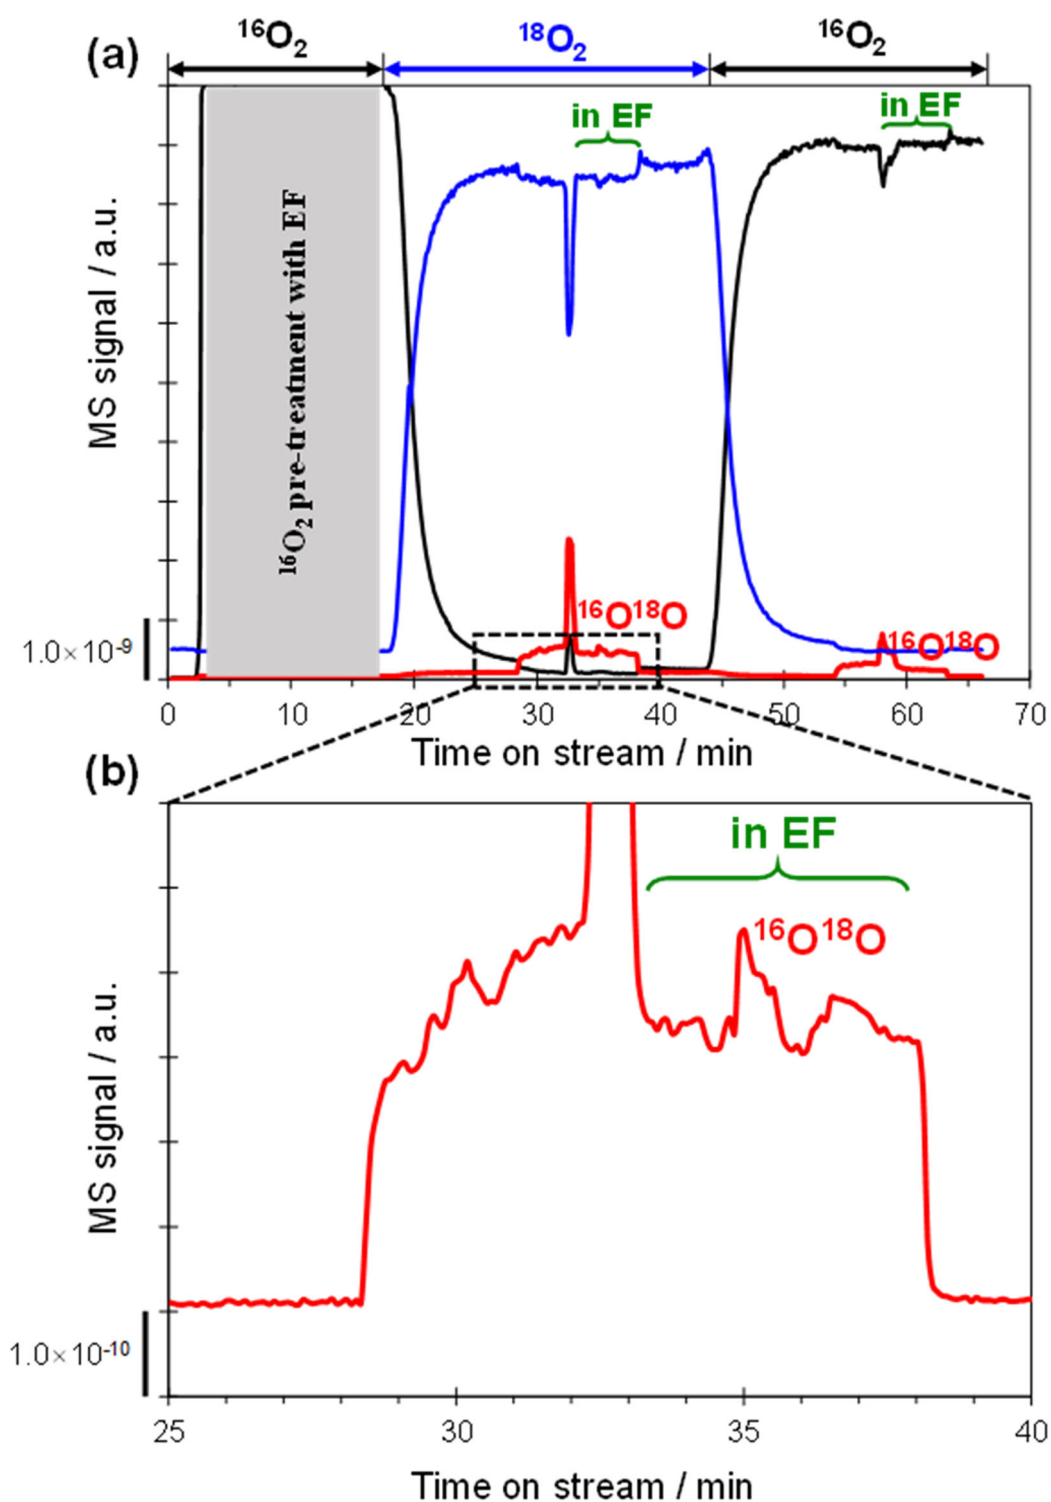 (a)
¹⁶O₂ ¹⁸O₂ ¹⁶O₂
in EF in EF
MS signal / a.u.
¹⁶O₂ pre-treatment with EF
¹⁶O¹⁸O ¹⁶O¹⁸O
1.0×10⁻⁹
0 10 20 30 40 50 60 70
Time on stream / min
(b)
in EF
¹⁶O¹⁸O
MS signal / a.u.
1.0×10⁻¹⁰
25 30 35 40
Time on stream / min